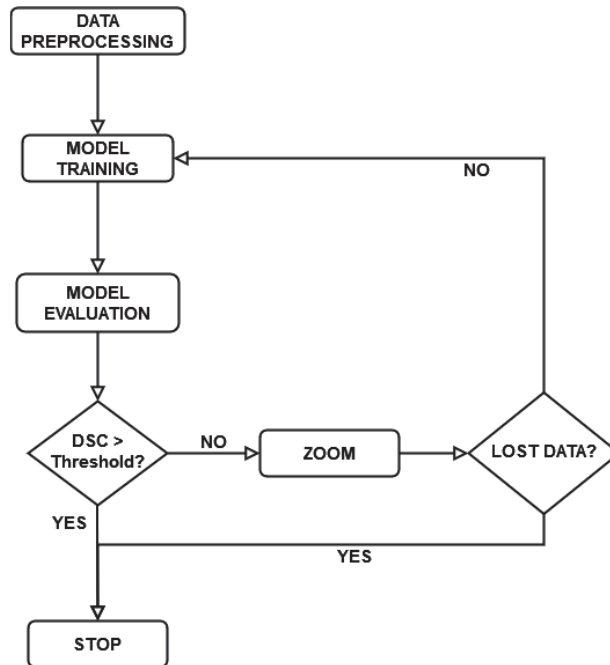 DATA
PREPROCESSING
MODEL
TRAINING
NO
MODEL
EVALUATION
DSC >
Threshold?
NO
ZOOM
LOST DATA?
YES
YES
STOP